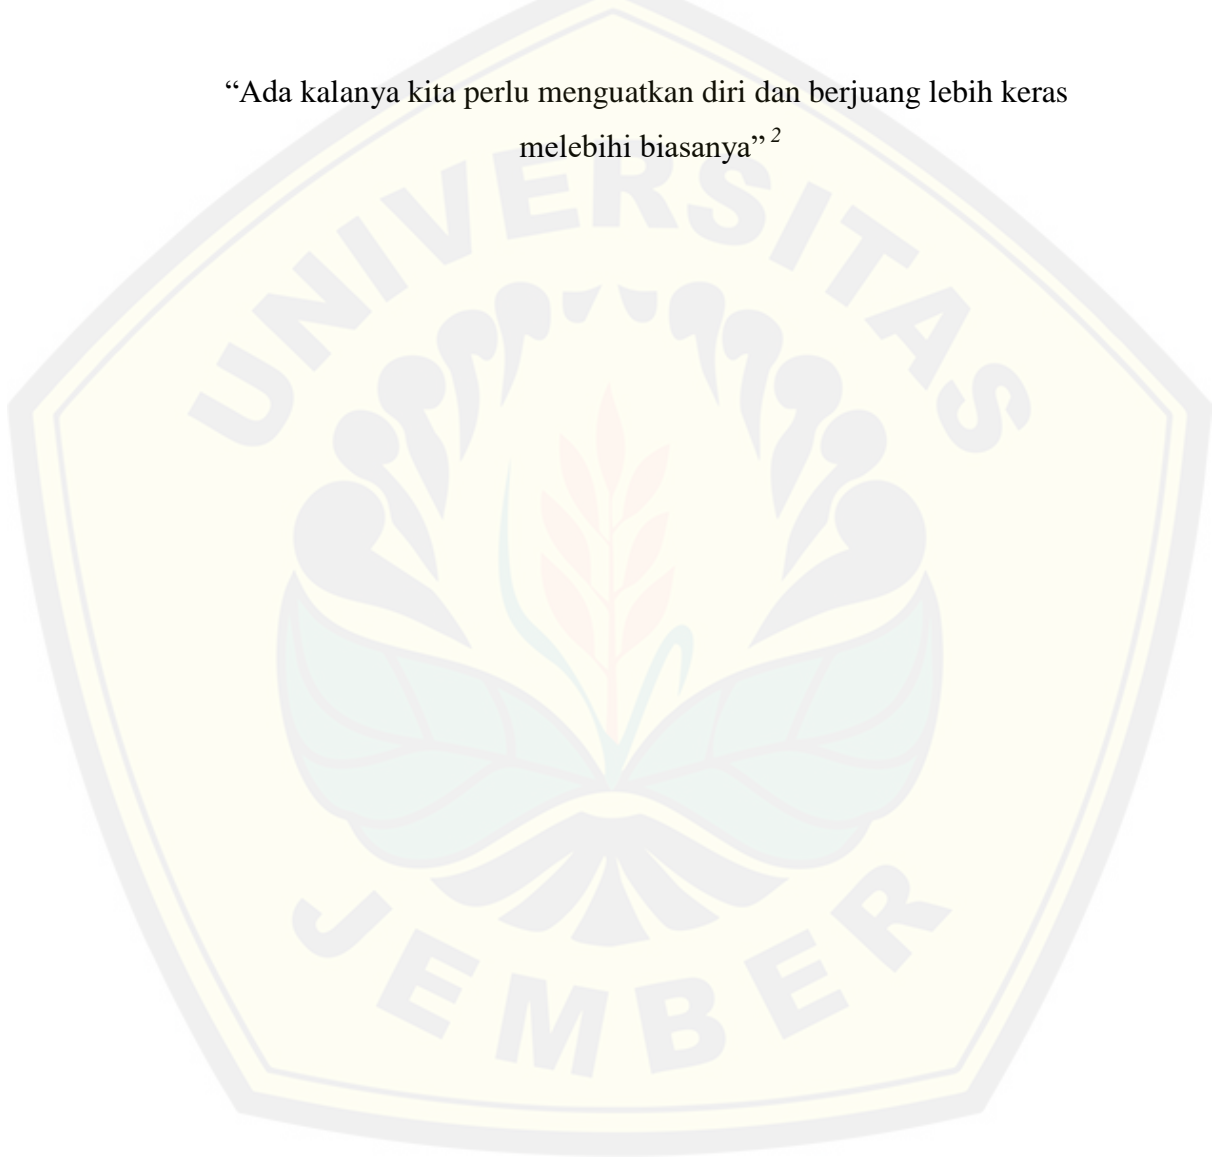 “Ada kalanya kita perlu menguatkan diri dan berjuang lebih keras
melebihi biasanya” 2
UNIVERSITAS
JEMBER